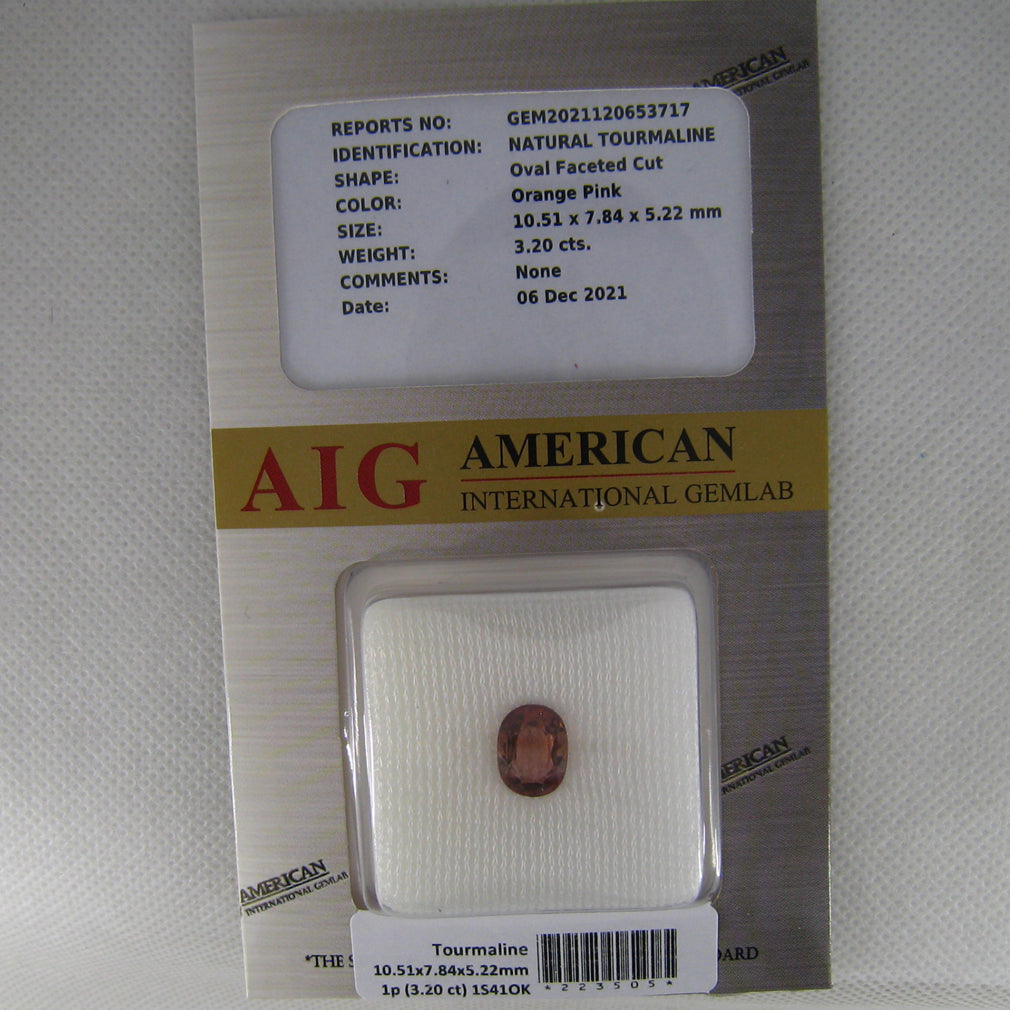 AMERICAN
REPORTS NO: GEM2021120653717
IDENTIFICATION: NATURAL TOURMALINE
SHAPE: Oval Faceted Cut
COLOR: Orange Pink
SIZE: 10.51 x 7.84 x 5.22 mm
WEIGHT: 3.20 cts.
COMMENTS: None
Date: 06 Dec 2021
AIG AMERICAN
INTERNATIONAL GEMLAB
AMERICAN
INTERNATIONAL GEMLAB
*THE
Tourmaline
10.51x7.84x5.22mm
1p (3.20 ct) 1S41OK
*223505*